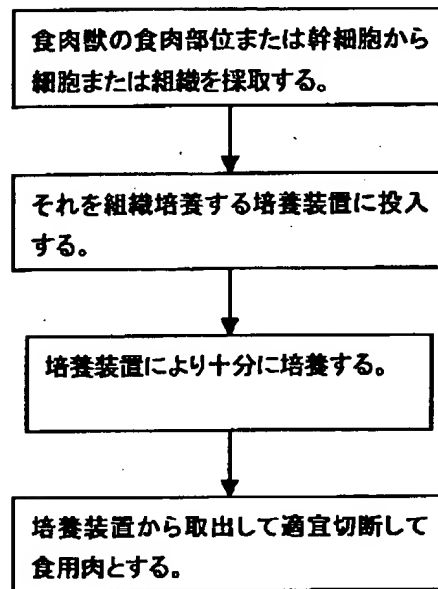 食肉獣の食肉部位または幹細胞から
細胞または組織を採取する。
それを組織培養する培養装置に投入
する。
培養装置により十分に培養する。
培養装置から取出して適宜切断して
食用肉とする。